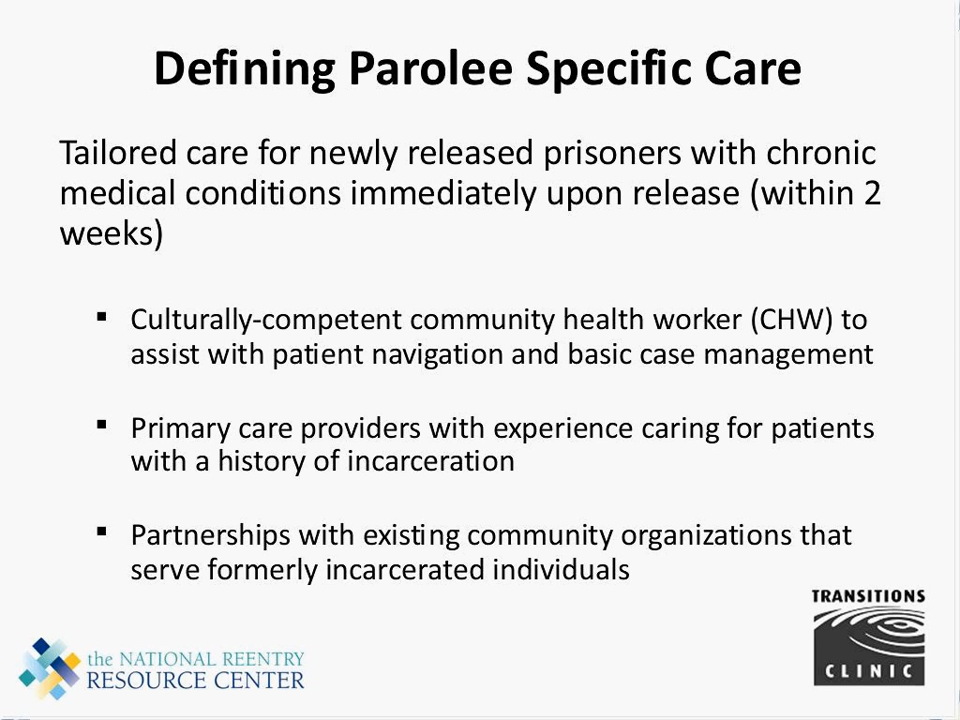 Defining Parolee Specific Care
Tailored care for newly released prisoners with chronic
medical conditions immediately upon release (within 2
weeks)
▪ Culturally-competent community health worker (CHW) to
assist with patient navigation and basic case management
▪ Primary care providers with experience caring for patients
with a history of incarceration
▪ Partnerships with existing community organizations that
serve formerly incarcerated individuals
TRANSITIONS
CLINIC
the NATIONAL REENTRY
RESOURCE CENTER